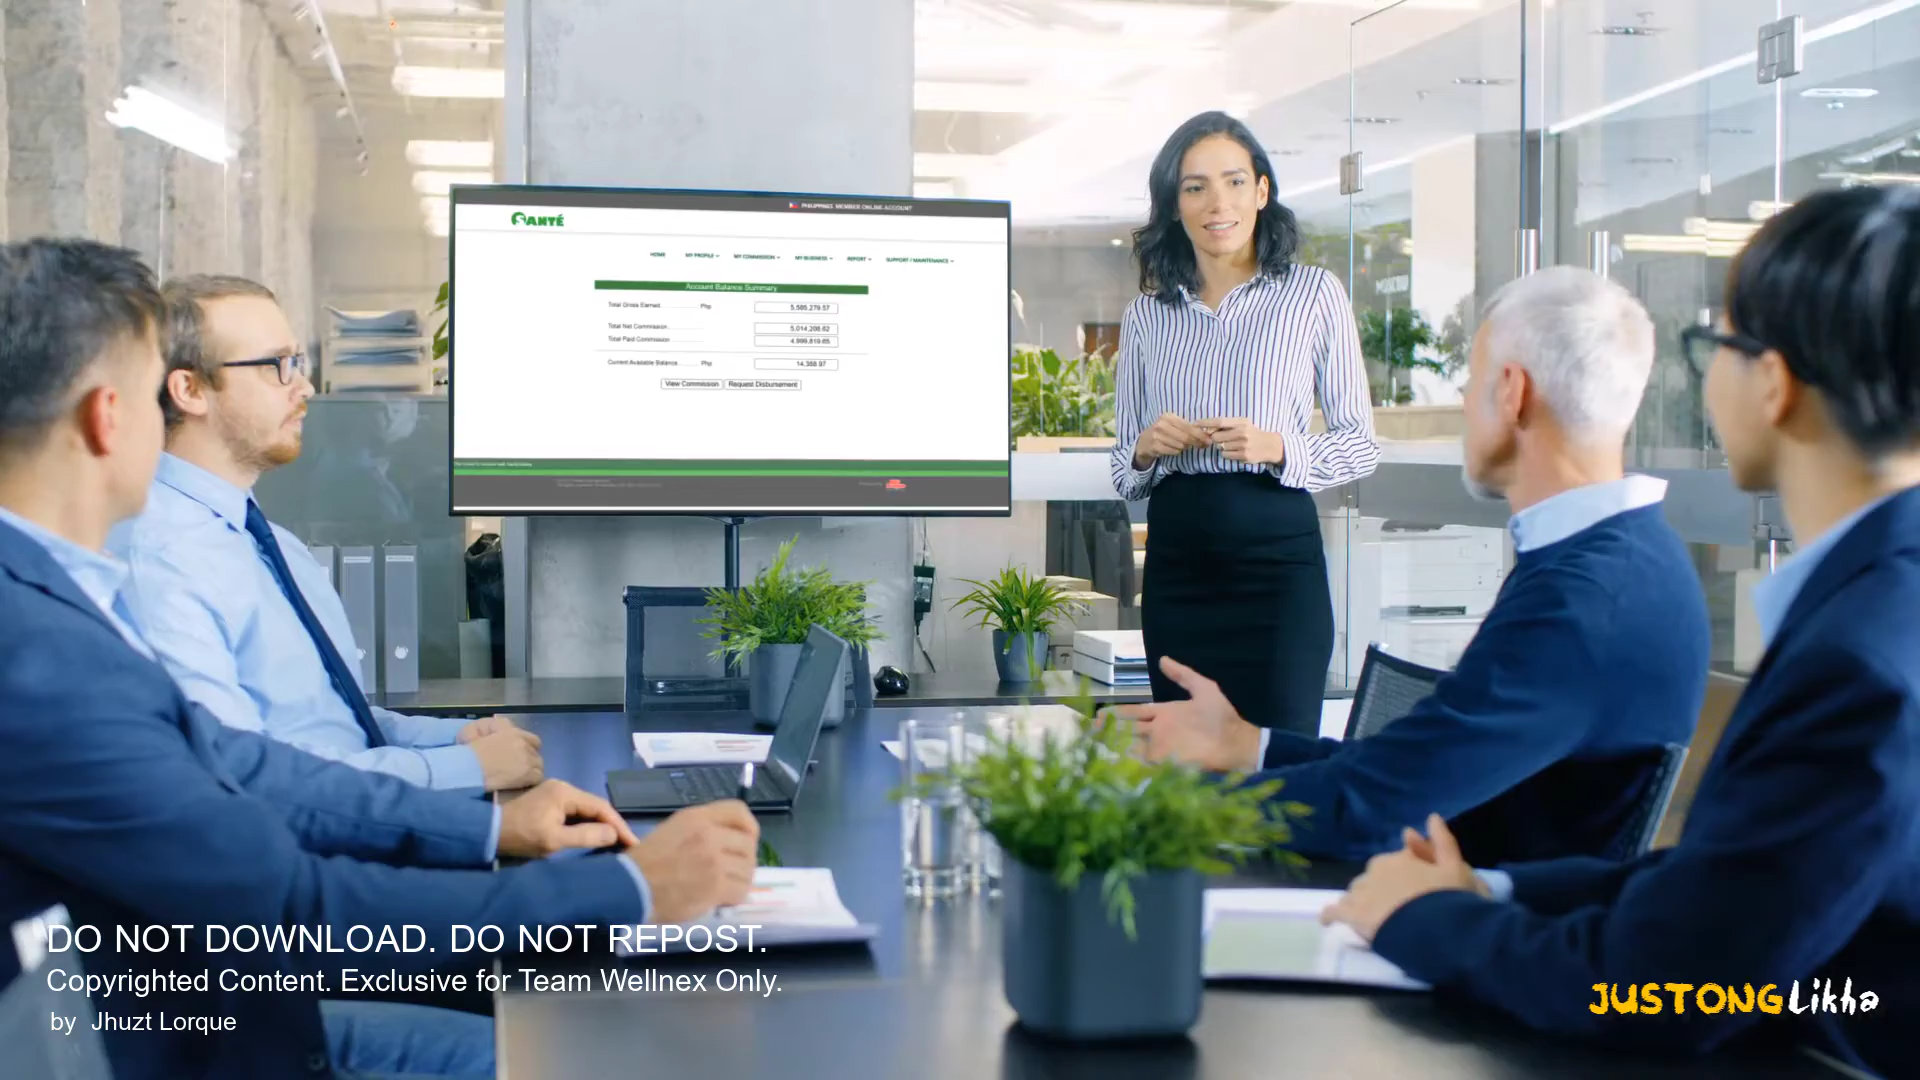 PHILIPPINES MEMBER ONLINE ACCOUNT
SANTÉ
HOME MY PROFILE MY COMMISSION MY BUSINESS REPORT SUPPORT / MAINTENANCE
Account Balance Summary
Total Gross Earned Php 5,585,279.57
Total Net Commission 5,014,208.62
Total Paid Commission 4,999,819.65
Current Available Balance Php 14,388.97
View Commission Request Disbursement
DO NOT DOWNLOAD. DO NOT REPOST.
Copyrighted Content. Exclusive for Team Wellnex Only.
by Jhuzt Lorque
JUSTONG Likha